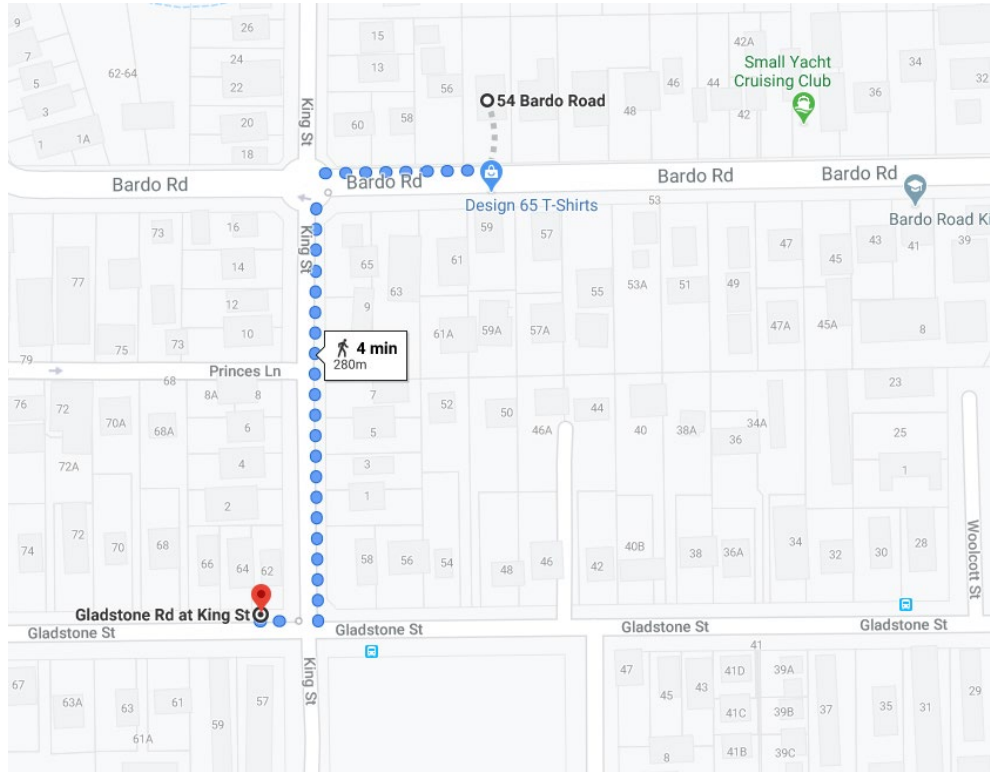 9
7
5
3
1
1A
62-64
26
24
22
20
18
King St
15
13
56
60
58
54 Bardo Road
48
46
44
42A
42
Small Yacht
Cruising Club
36
34
32
Bardo Rd
Bardo Rd
Bardo Rd
Bardo Rd
Design 65 T-Shirts
53
Bardo Road Ki
King St
73
16
14
12
10
77
79
75
73
65
63
9
61
61A
59
59A
57
57A
55
53A
51
49
47
47A
45
45A
43
41
39
8
4 min
280m
Princes Ln
68
8A
8
6
4
2
76
72
70A
68A
72A
74
72
70
68
66
64
62
7
5
3
1
52
50
46A
44
40
38A
36
34A
23
25
1
58
56
54
48
46
42
40B
38
36A
34
32
30
28
Woolcott St
Gladstone Rd at King St
Gladstone St
Gladstone St
Gladstone St
Gladstone St
King St
67
63A
63
61
61A
59
57
47
45
43
8
41
41D
41C
41B
39A
39B
39C
37
35
31
29